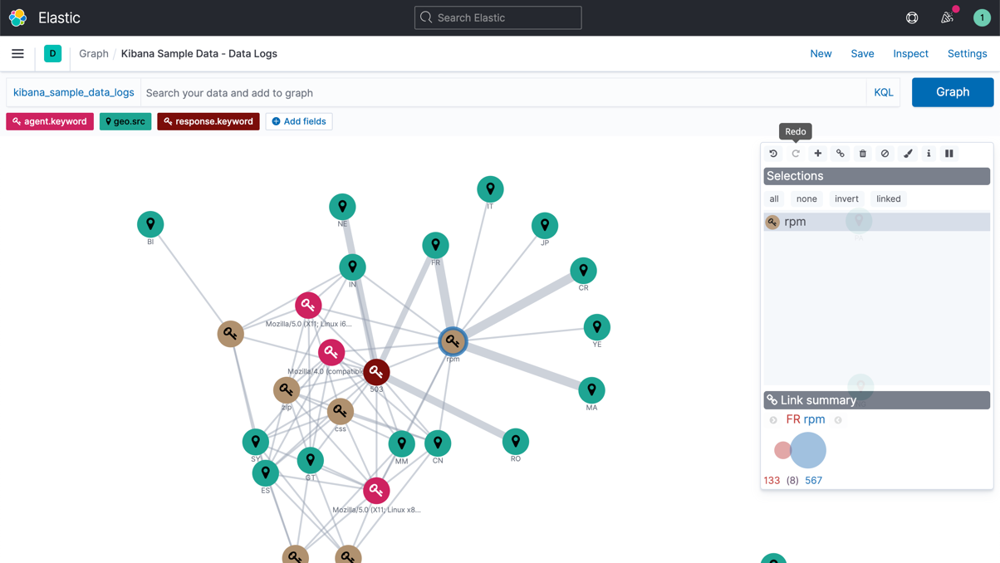 Elastic
Search Elastic
1
D
Graph / Kibana Sample Data - Data Logs
New
Save
Inspect
Settings
kibana_sample_data_logs
Search your data and add to graph
KQL
Graph
agent.keyword
geo.src
response.keyword
Add fields
Redo
Selections
all
none
invert
linked
rpm
Link summary
FR rpm
133 (8) 567
IT
NE
JP
BI
FR
IN
CR
Mozilla/5.0 (X11; Linux i6...
YE
rpm
Mozilla/4.0 (compatible
503
zip
MA
css
SY
MM
CN
RO
GT
ES
Mozilla/5.0 (X11; Linux x8...